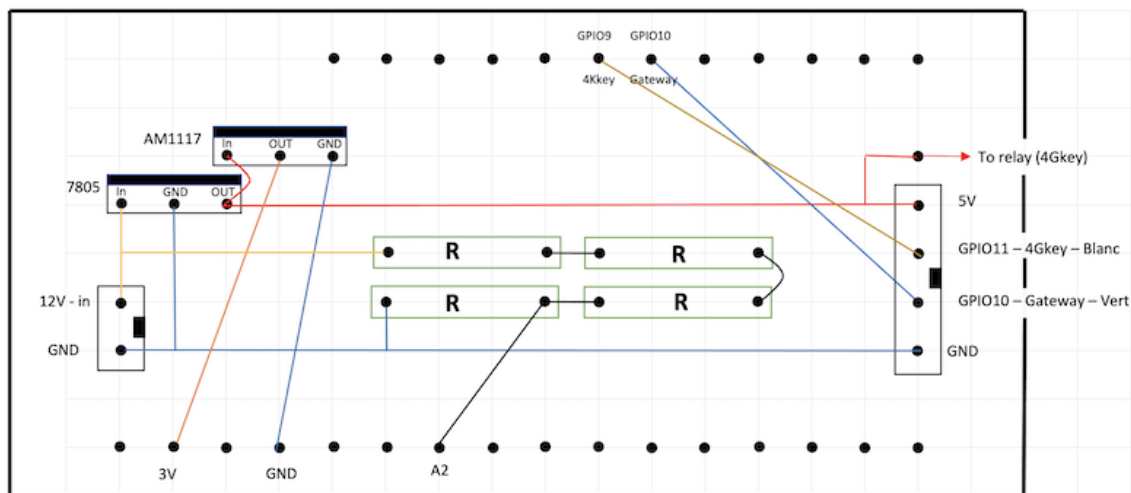 GPIO9 GPIO10
4Kkey Gateway
AM1117
In OUT GND
To relay (4Gkey)
7805
In GND OUT
5V
R R
GPIO11 – 4Gkey – Blanc
12V - in
R R
GPIO10 – Gateway – Vert
GND
GND
3V GND A2